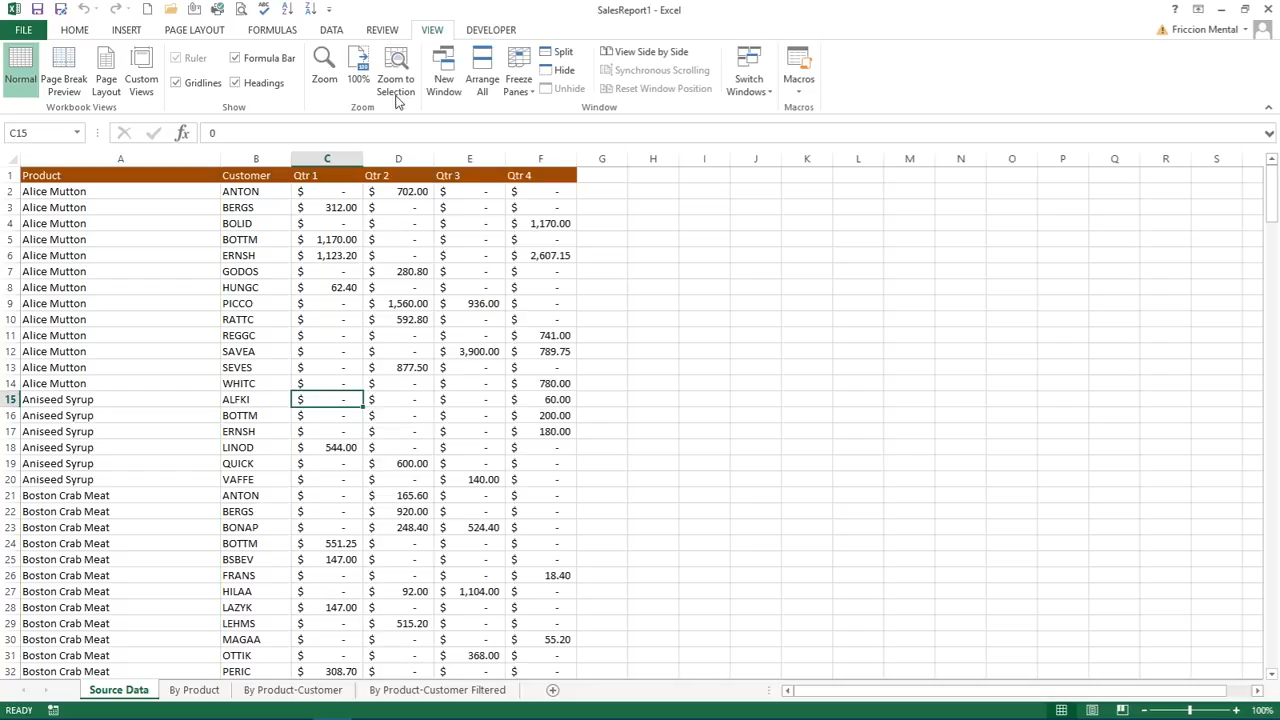 SalesReport1 - Excel
FILE HOME INSERT PAGE LAYOUT FORMULAS DATA REVIEW VIEW DEVELOPER Friccion Mental
Normal Page Break Preview Page Layout Custom Views
Workbook Views
Ruler Formula Bar
Gridlines Headings
Show
Zoom 100% Zoom to Selection
Zoom
New Window Arrange All Freeze Panes
Split
Hide
Unhide
View Side by Side
Synchronous Scrolling
Reset Window Position
Switch Windows
Window
Macros
Macros
C15 fx 0
A B C D E F G H I J K L M N O P Q R S
1 Product Customer Qtr 1 Qtr 2 Qtr 3 Qtr 4
2 Alice Mutton ANTON $ - $ 702.00 $ - $ -
3 Alice Mutton BERGS $ 312.00 $ - $ - $ -
4 Alice Mutton BOLID $ - $ - $ - $ 1,170.00
5 Alice Mutton BOTTM $ 1,170.00 $ - $ - $ -
6 Alice Mutton ERNSH $ 1,123.20 $ - $ - $ 2,607.15
7 Alice Mutton GODOS $ - $ 280.80 $ - $ -
8 Alice Mutton HUNGC $ 62.40 $ - $ - $ -
9 Alice Mutton PICCO $ - $ 1,560.00 $ 936.00 $ -
10 Alice Mutton RATTC $ - $ 592.80 $ - $ -
11 Alice Mutton REGGC $ - $ - $ - $ 741.00
12 Alice Mutton SAVEA $ - $ - $ 3,900.00 $ 789.75
13 Alice Mutton SEVES $ - $ 877.50 $ - $ -
14 Alice Mutton WHITC $ - $ - $ - $ 780.00
15 Aniseed Syrup ALFKI $ - $ - $ - $ 60.00
16 Aniseed Syrup BOTTM $ - $ - $ - $ 200.00
17 Aniseed Syrup ERNSH $ - $ - $ - $ 180.00
18 Aniseed Syrup LINOD $ 544.00 $ - $ - $ -
19 Aniseed Syrup QUICK $ - $ 600.00 $ - $ -
20 Aniseed Syrup VAFFE $ - $ - $ 140.00 $ -
21 Boston Crab Meat ANTON $ - $ 165.60 $ - $ -
22 Boston Crab Meat BERGS $ - $ 920.00 $ - $ -
23 Boston Crab Meat BONAP $ - $ 248.40 $ 524.40 $ -
24 Boston Crab Meat BOTTM $ 551.25 $ - $ - $ -
25 Boston Crab Meat BSBEV $ 147.00 $ - $ - $ -
26 Boston Crab Meat FRANS $ - $ - $ - $ 18.40
27 Boston Crab Meat HILAA $ - $ 92.00 $ 1,104.00 $ -
28 Boston Crab Meat LAZYK $ 147.00 $ - $ - $ -
29 Boston Crab Meat LEHMS $ - $ 515.20 $ - $ -
30 Boston Crab Meat MAGAA $ - $ - $ - $ 55.20
31 Boston Crab Meat OTTIK $ - $ - $ 368.00 $ -
32 Boston Crab Meat PERIC $ 308.70 $ - $ - $ -
Source Data By Product By Product-Customer By Product-Customer Filtered
READY 100%